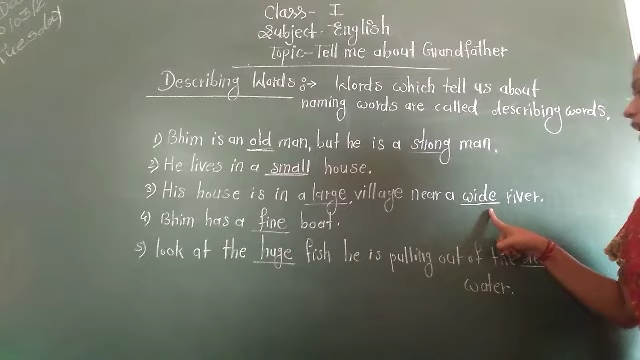 Class- I
Subject- English
Topic- Tell me about Grandfather
Describing Words :-> Words which tell us about
naming words are called describing words.
1) Bhim is an old man, but he is a strong man.
2) He lives in a small house.
3) His house is in a large village near a wide river.
4) Bhim has a fine boat.
5) look at the huge fish he is pulling out of the
water.
Tuesday